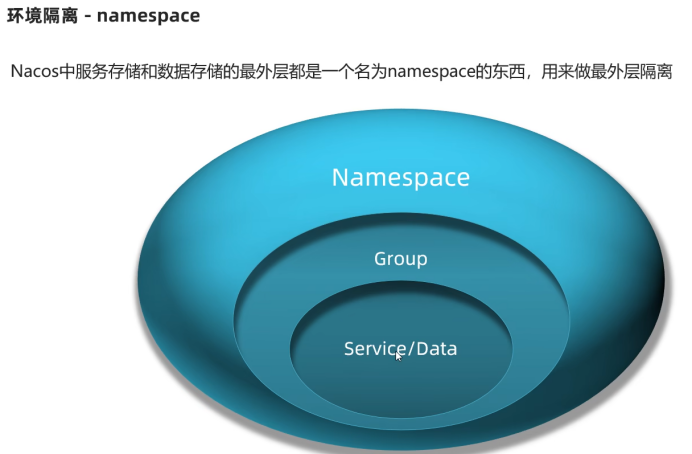 环境隔离 - namespace
Nacos中服务存储和数据存储的最外层都是一个名为namespace的东西，用来做最外层隔离
Namespace
Group
Service/Data